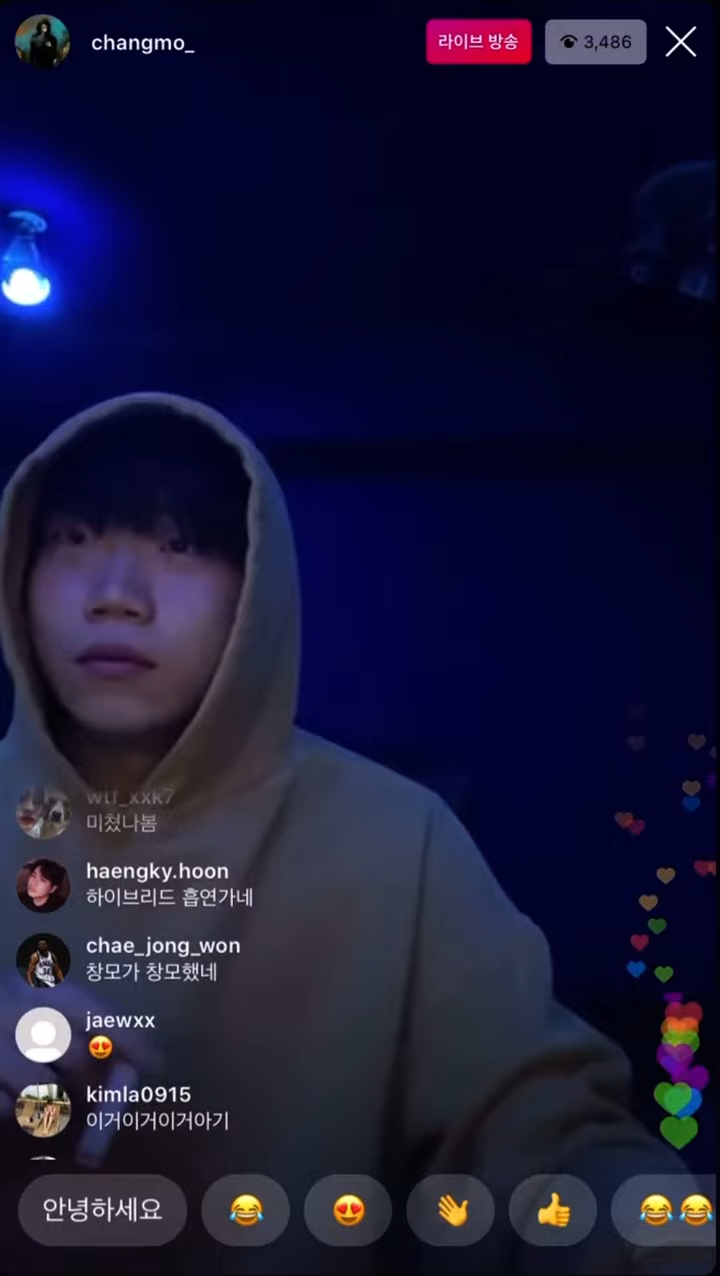 changmo_
라이브 방송
3,486
wtf_xxk7
미쳤나봄
haengky.hoon
하이브리드 흡연가네
chae_jong_won
창모가 창모했네
jaewxx
😍
kimla0915
이거이거이거아기
안녕하세요 😂 😍 👋 👍 😂😂